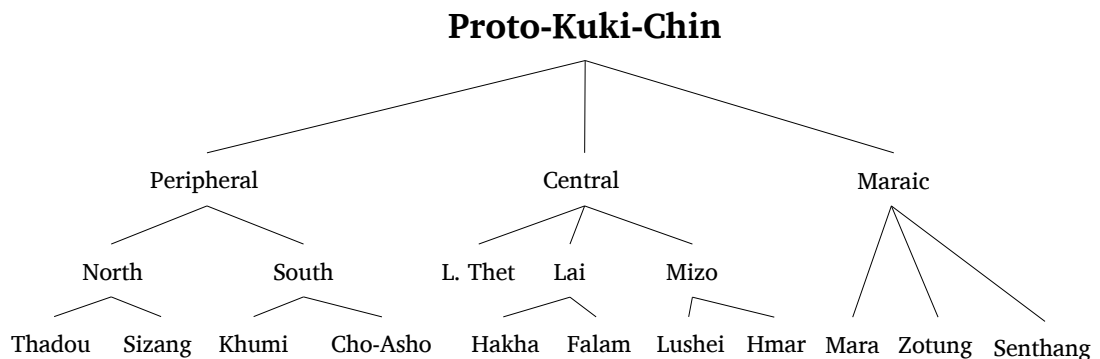 Proto-Kuki-Chin
Peripheral Central Maraic
North South L. Thet Lai Mizo
Thadou Sizang Khumi Cho-Asho Hakha Falam Lushei Hmar Mara Zotung Senthang